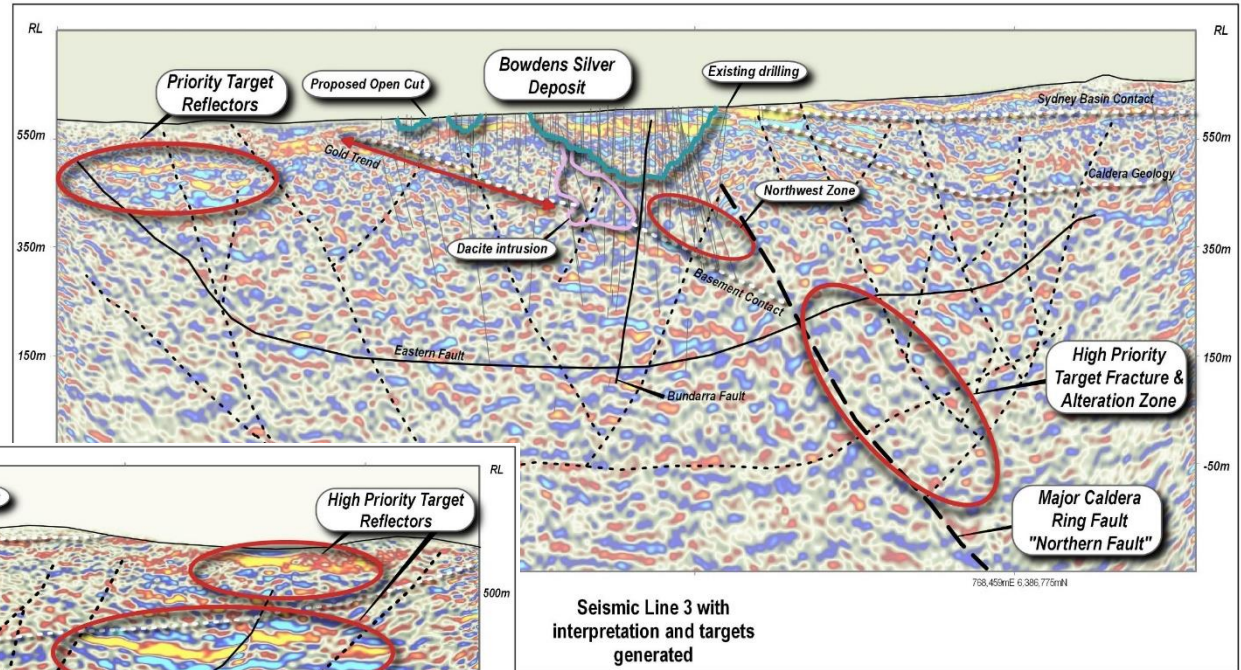 RL
RL
Priority Target
Reflectors
Proposed Open Cut
Bowdens Silver
Deposit
Existing drilling
Sydney Basin Contact
550m
550m
Gold Trend
Caldera Geology
Northwest Zone
350m
350m
Dacite intrusion
Basement Contact
150m
150m
Eastern Fault
High Priority
Target Fracture &
Alteration Zone
Bundarra Fault
-50m
RL
High Priority Target
Reflectors
Major Caldera
Ring Fault
"Northern Fault"
768,459mE 6,386,775mN
500m
Seismic Line 3 with
interpretation and targets
generated